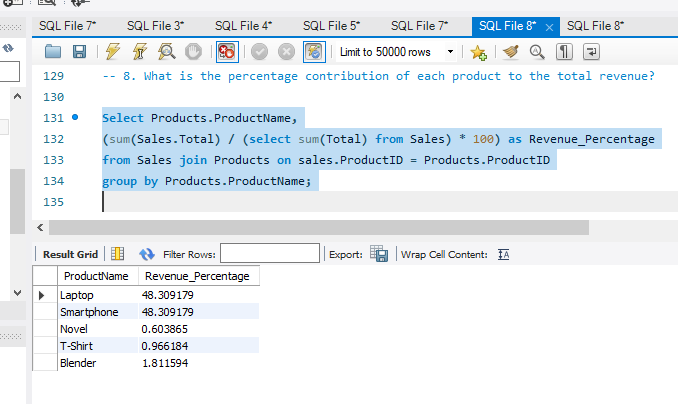 SQL File 7* SQL File 3* SQL File 4* SQL File 5* SQL File 7* SQL File 8* SQL File 8*
Limit to 50000 rows
129 -- 8. What is the percentage contribution of each product to the total revenue?
130
131 Select Products.ProductName,
132 (sum(Sales.Total) / (select sum(Total) from Sales) * 100) as Revenue_Percentage
133 from Sales join Products on sales.ProductID = Products.ProductID
134 group by Products.ProductName;
135
Result Grid Filter Rows: Export: Wrap Cell Content:
ProductName Revenue_Percentage
Laptop 48.309179
Smartphone 48.309179
Novel 0.603865
T-Shirt 0.966184
Blender 1.811594